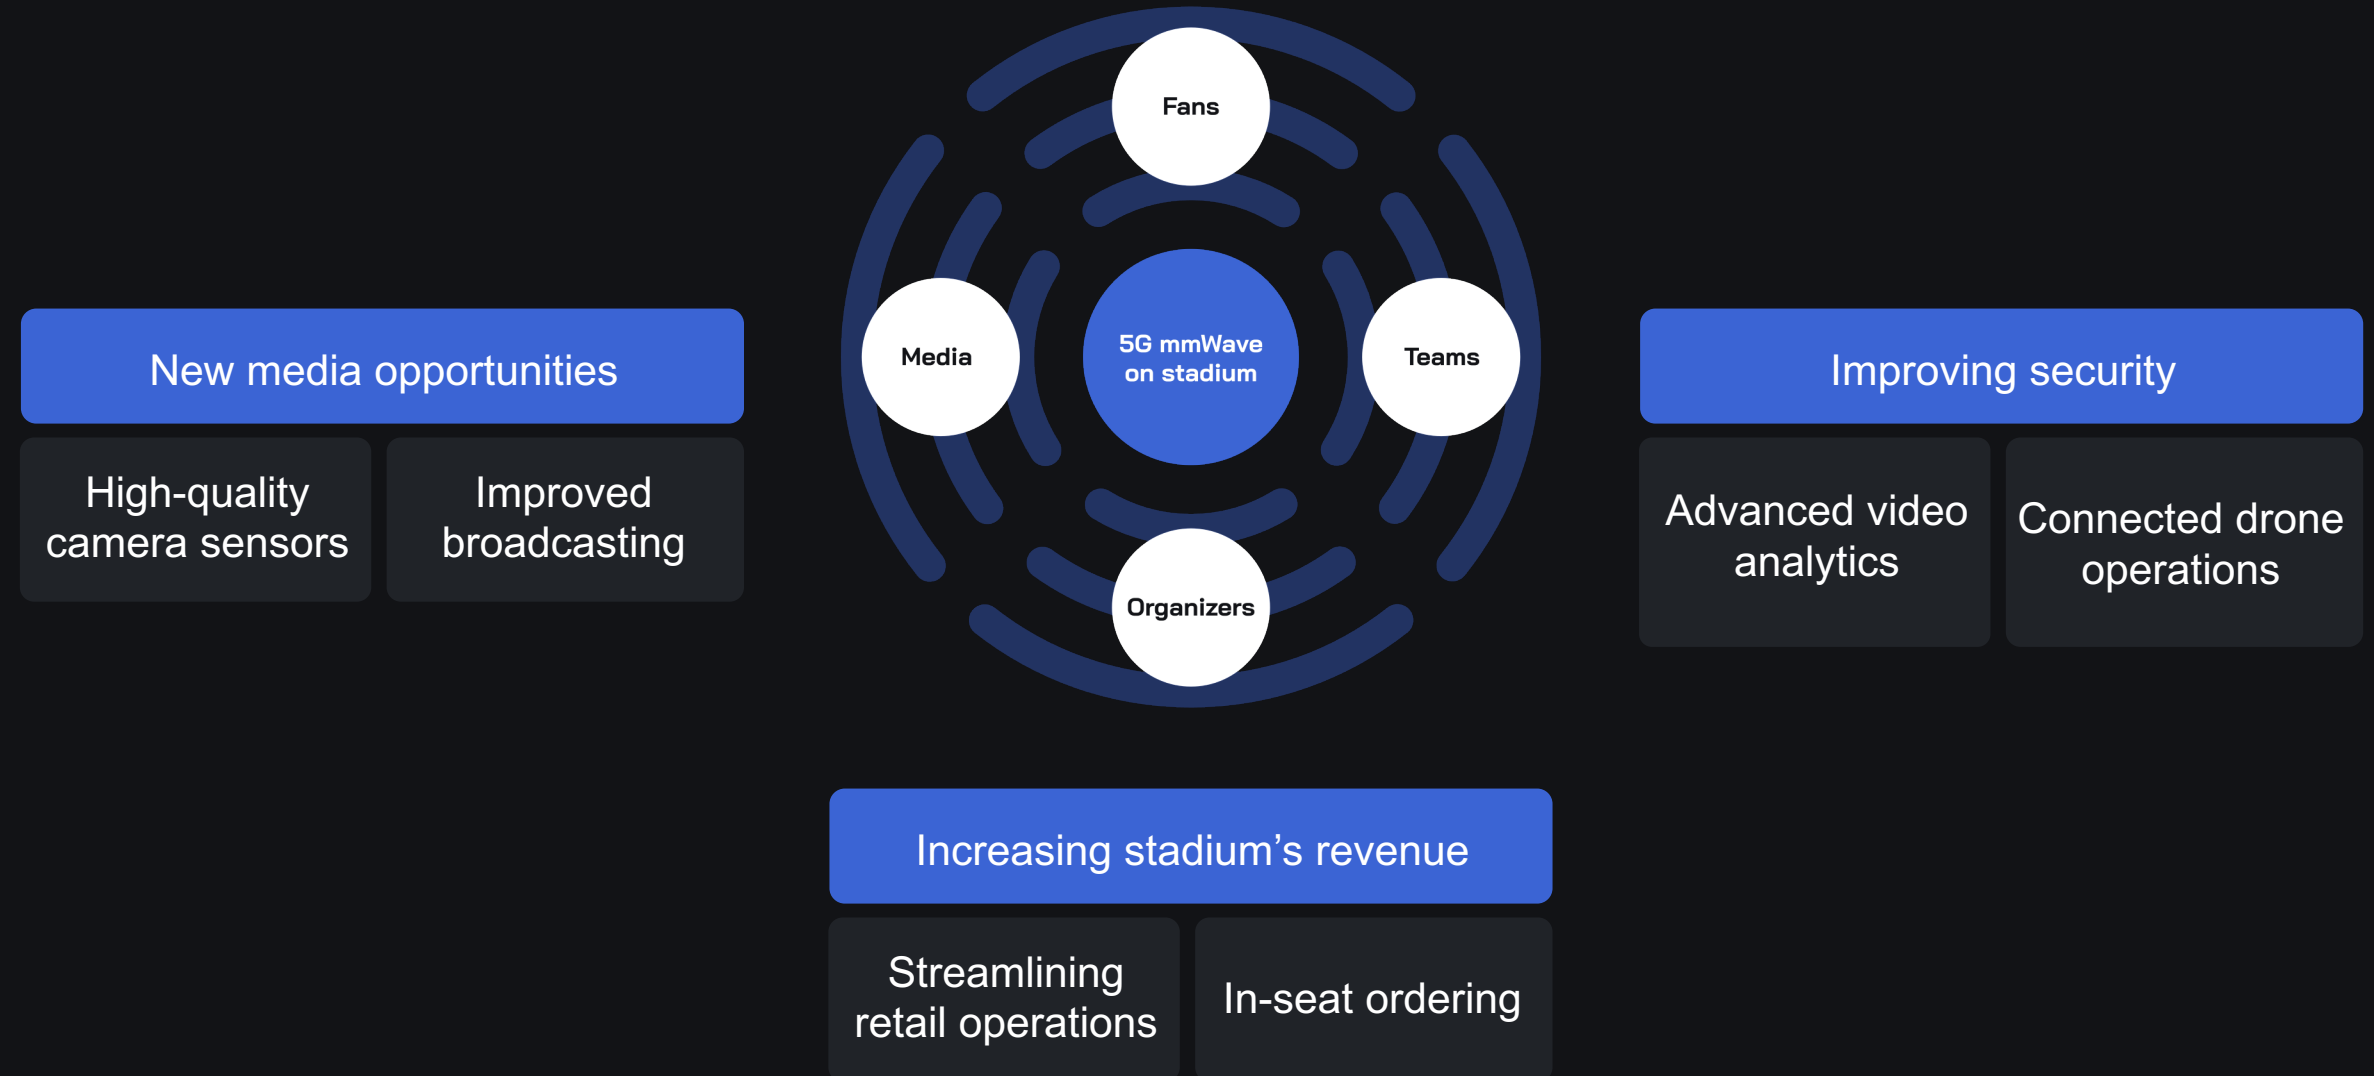 Fans
Media
5G mmWave
on stadium
Teams
Organizers
New media opportunities
High-quality
camera sensors
Improved
broadcasting
Improving security
Advanced video
analytics
Connected drone
operations
Increasing stadium’s revenue
Streamlining
retail operations
In-seat ordering